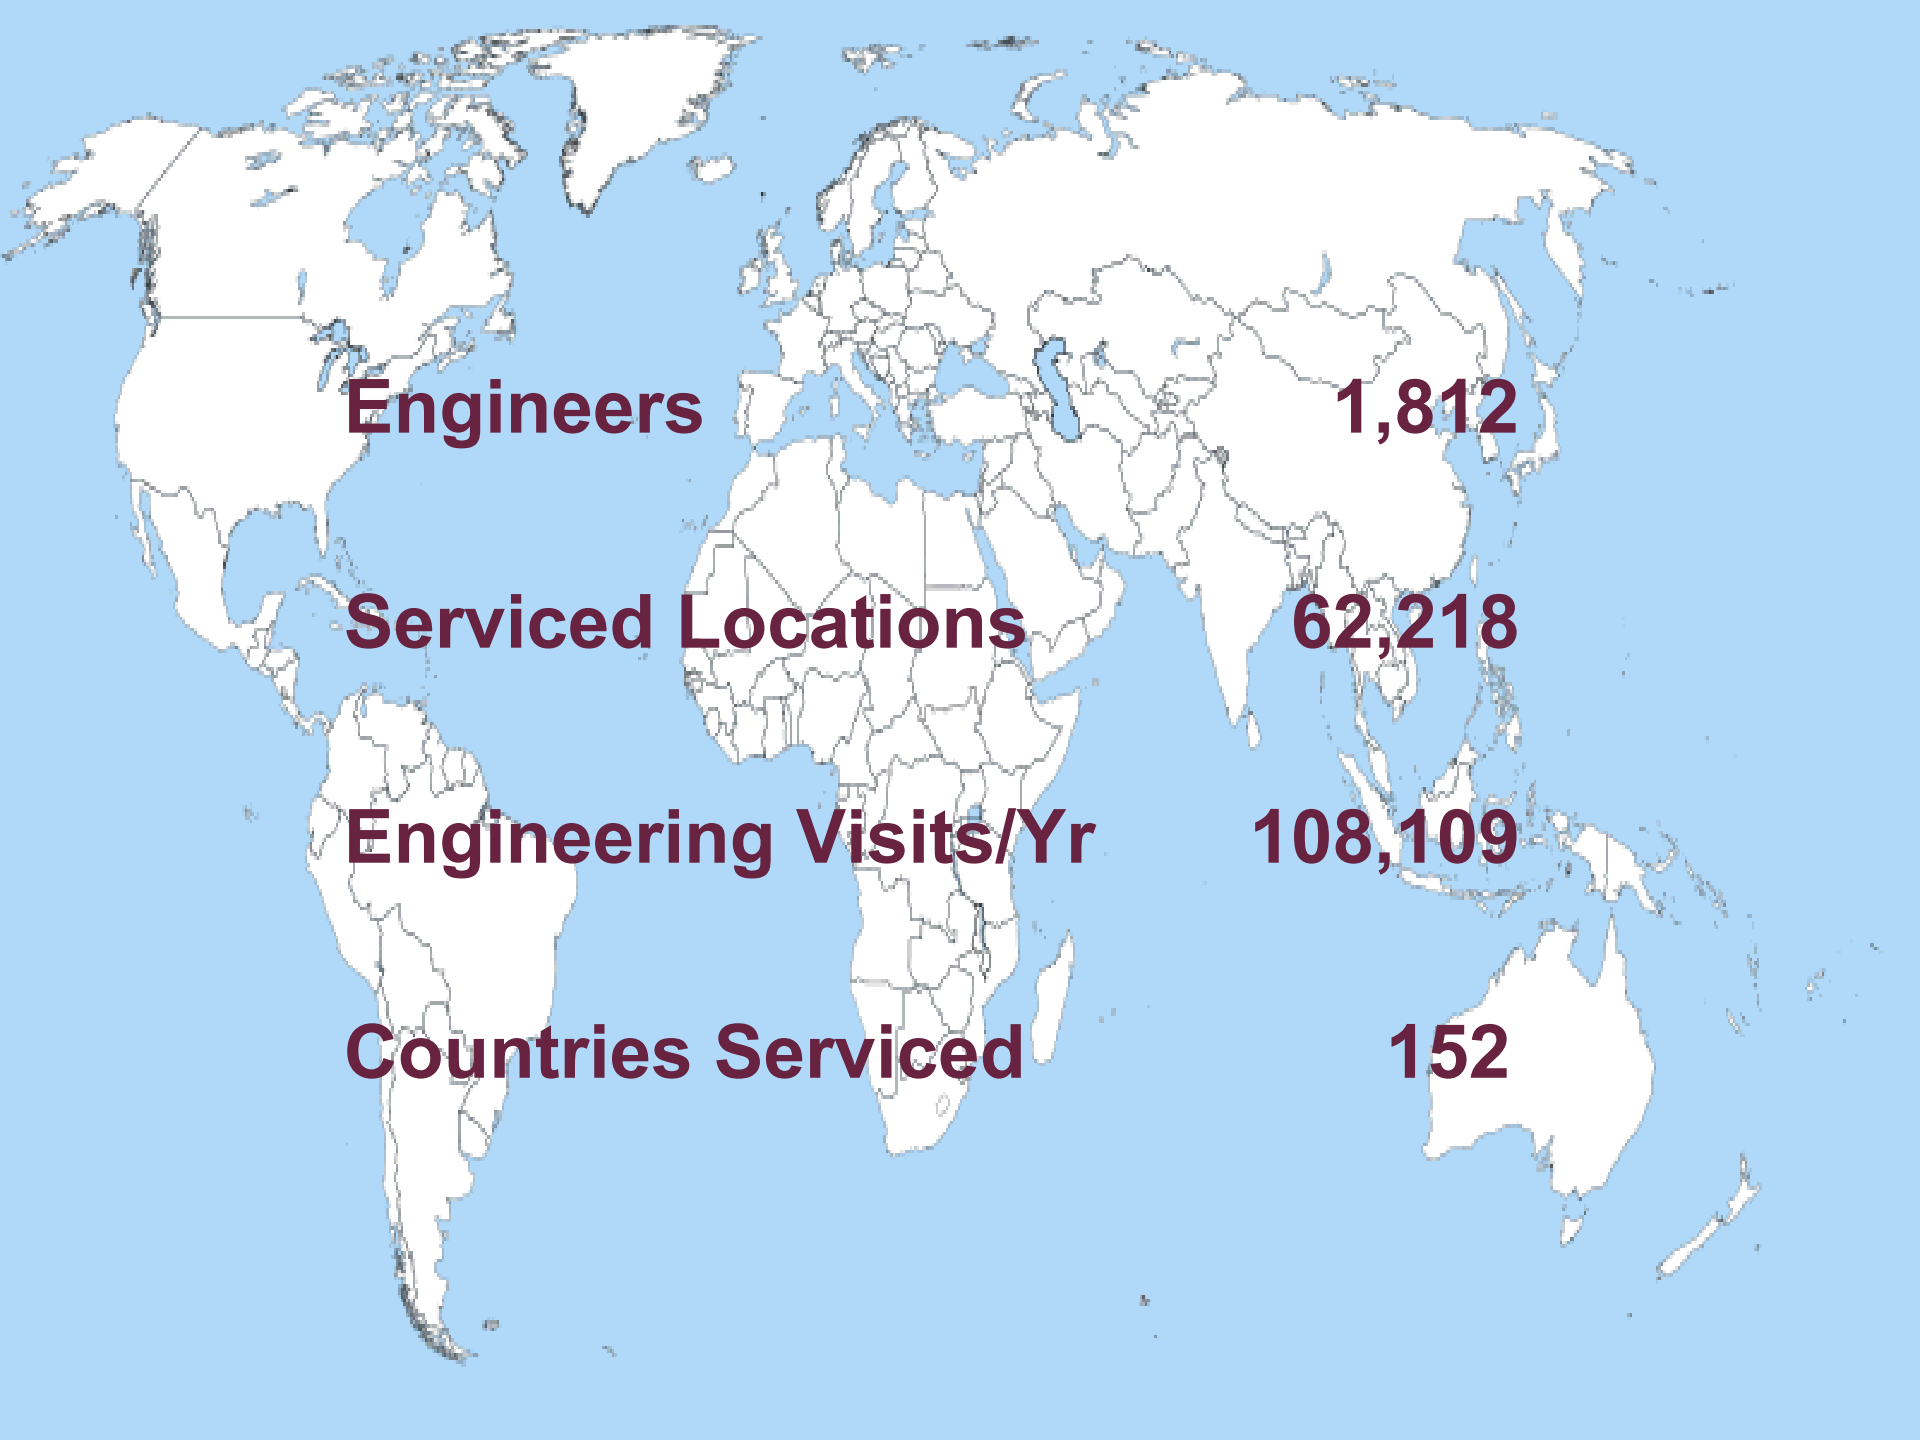 Engineers 1,812
Serviced Locations 62,218
Engineering Visits/Yr 108,109
Countries Serviced 152